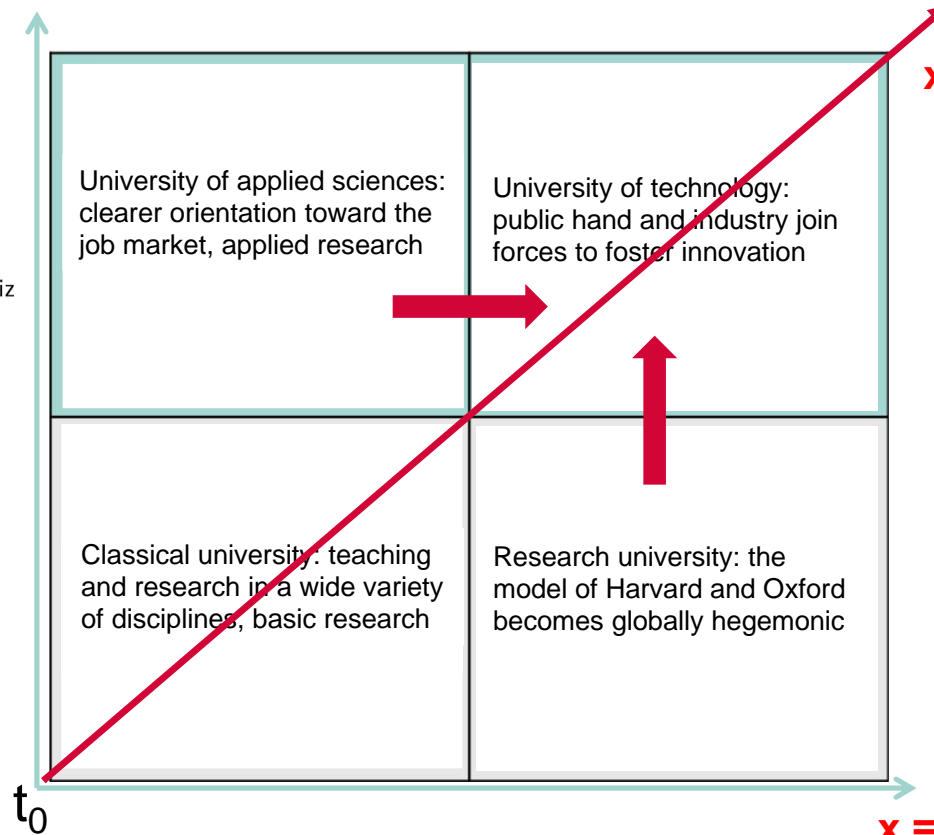 x
University of applied sciences:
clearer orientation toward the
job market, applied research
University of technology:
public hand and industry join
forces to foster innovation
iz
Classical university: teaching
and research in a wide variety
of disciplines, basic research
Research university: the
model of Harvard and Oxford
becomes globally hegemonic
t₀
x =